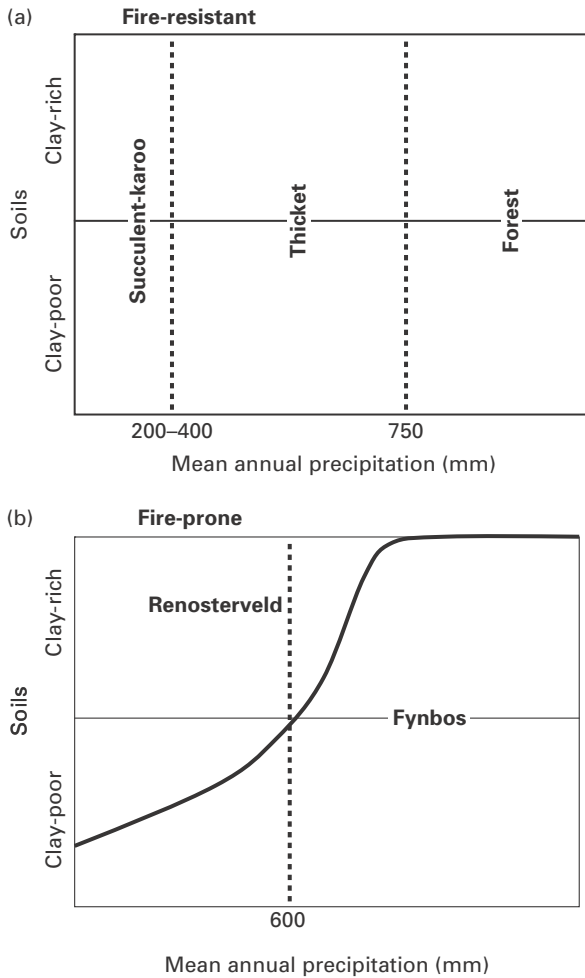 (a)
Fire-resistant
Soils
Clay-rich
Clay-poor
Succulent-karoo
Thicket
Forest
200–400
750
Mean annual precipitation (mm)
(b)
Fire-prone
Soils
Clay-rich
Clay-poor
Renosterveld
Fynbos
600
Mean annual precipitation (mm)